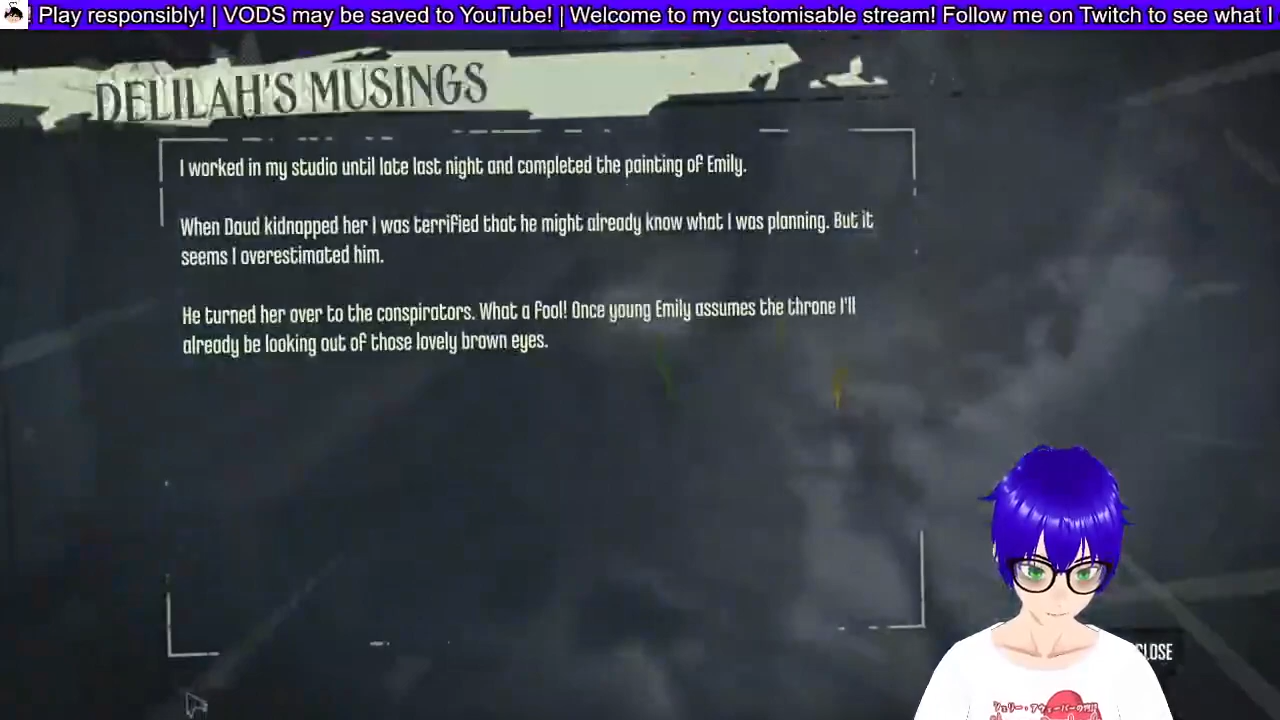 ! Play responsibly! | VODS may be saved to YouTube! | Welcome to my customisable stream! Follow me on Twitch to see what I
DELILAH'S MUSINGS
I worked in my studio until late last night and completed the painting of Emily.
When Daud kidnapped her I was terrified that he might already know what I was planning. But it
seems I overestimated him.
He turned her over to the conspirators. What a fool! Once young Emily assumes the throne I'll
already be looking out of those lovely brown eyes.
CLOSE